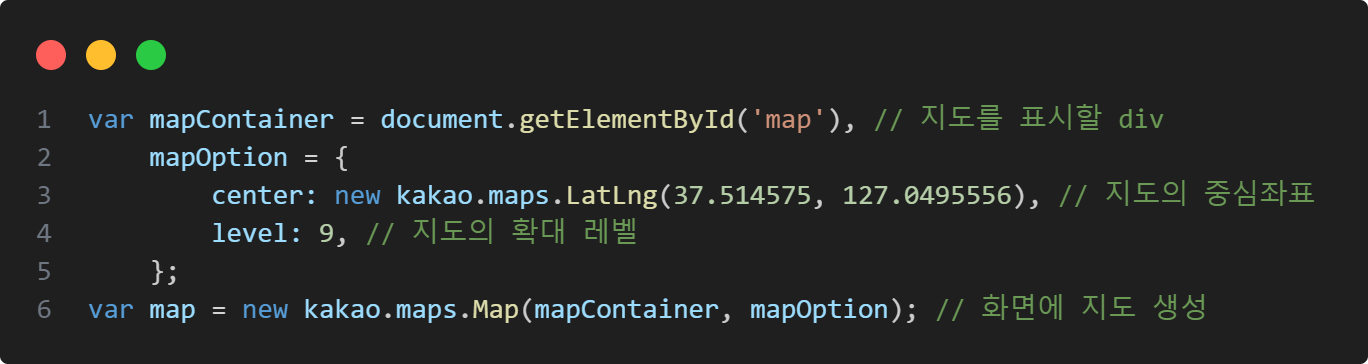 1 var mapContainer = document.getElementById('map'), // 지도를 표시할 div
2     mapOption = {
3         center: new kakao.maps.LatLng(37.514575, 127.0495556), // 지도의 중심좌표
4         level: 9, // 지도의 확대 레벨
5     };
6 var map = new kakao.maps.Map(mapContainer, mapOption); // 화면에 지도 생성